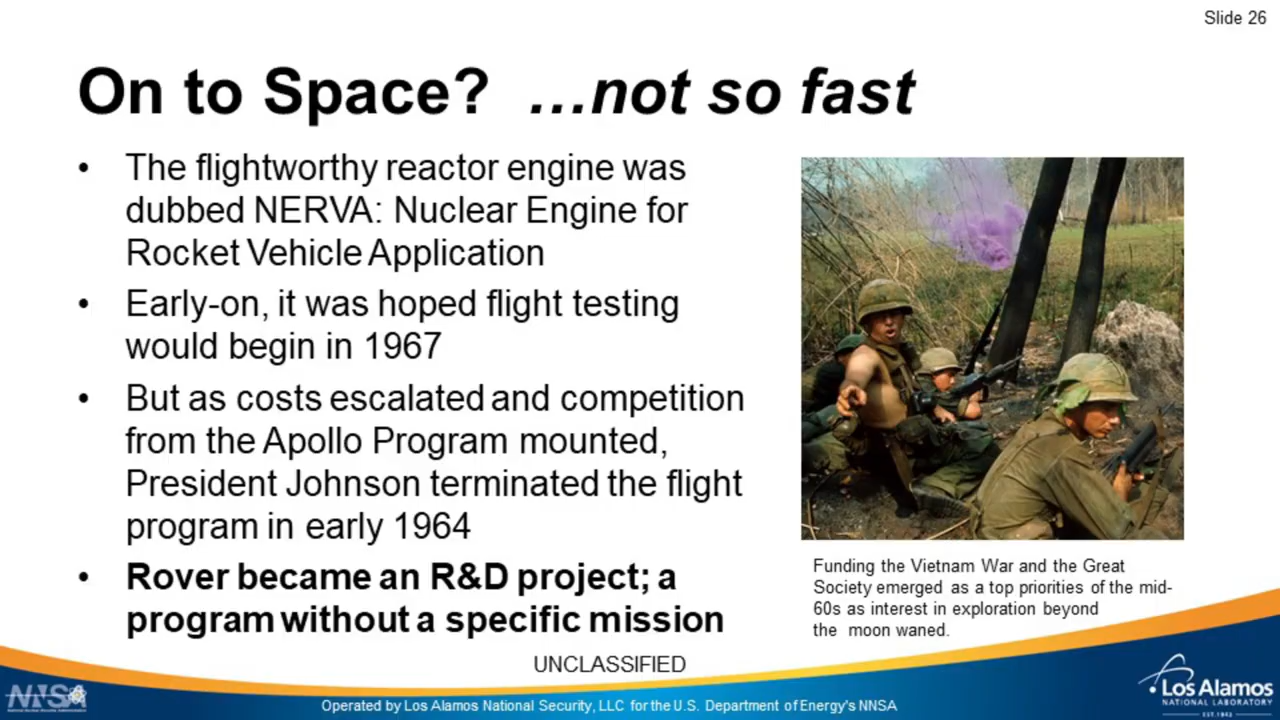 Slide 26
On to Space? …not so fast
• The flightworthy reactor engine was
dubbed NERVA: Nuclear Engine for
Rocket Vehicle Application
• Early-on, it was hoped flight testing
would begin in 1967
• But as costs escalated and competition
from the Apollo Program mounted,
President Johnson terminated the flight
program in early 1964
• Rover became an R&D project; a
program without a specific mission
Funding the Vietnam War and the Great
Society emerged as a top priorities of the mid-
60s as interest in exploration beyond
the moon waned.
UNCLASSIFIED
NNSA
Operated by Los Alamos National Security, LLC for the U.S. Department of Energy's NNSA
Los Alamos
NATIONAL LABORATORY
EST.1943